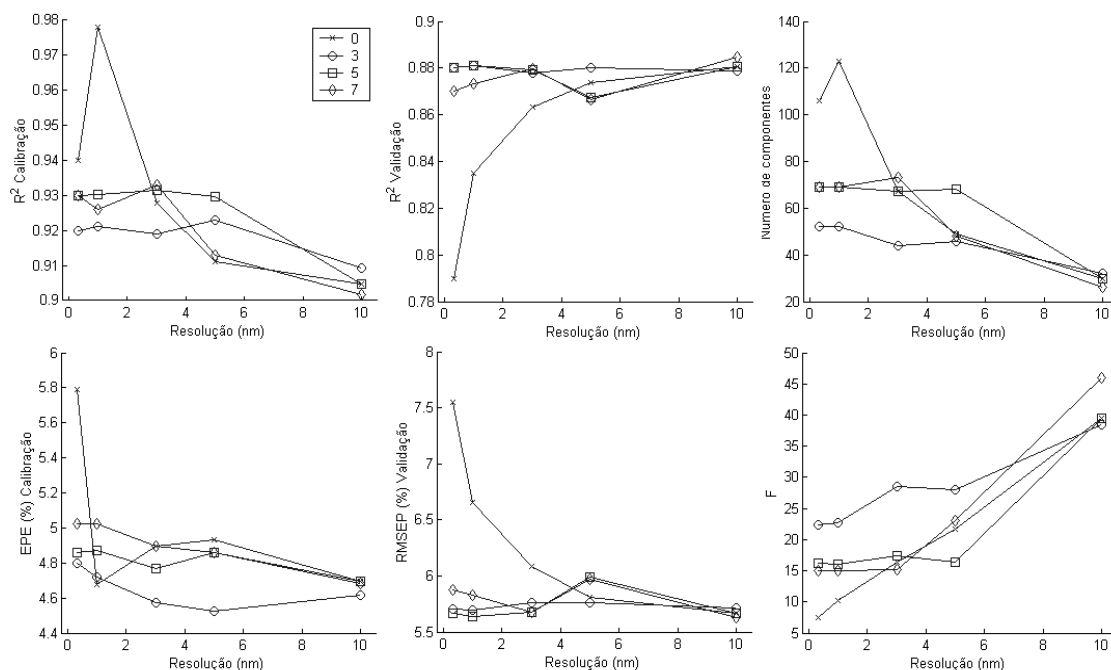 0.98
0.97
0.96
0.95
0.94
0.93
0.92
0.91
0.9
R² Calibração
0
3
5
7
0 2 4 6 8 10
Resolução (nm)
0.9
0.88
0.86
0.84
0.82
0.8
0.78
R² Validação
0 2 4 6 8 10
Resolução (nm)
140
120
100
80
60
40
20
Numero de componentes
0 2 4 6 8 10
Resolução (nm)
6
5.8
5.6
5.4
5.2
5
4.8
4.6
4.4
EPE (%) Calibração
0 2 4 6 8 10
Resolução (nm)
8
7.5
7
6.5
6
5.5
RMSEP (%) Validação
0 2 4 6 8 10
Resolução (nm)
50
45
40
35
30
25
20
15
10
5
F
0 2 4 6 8 10
Resolução (nm)